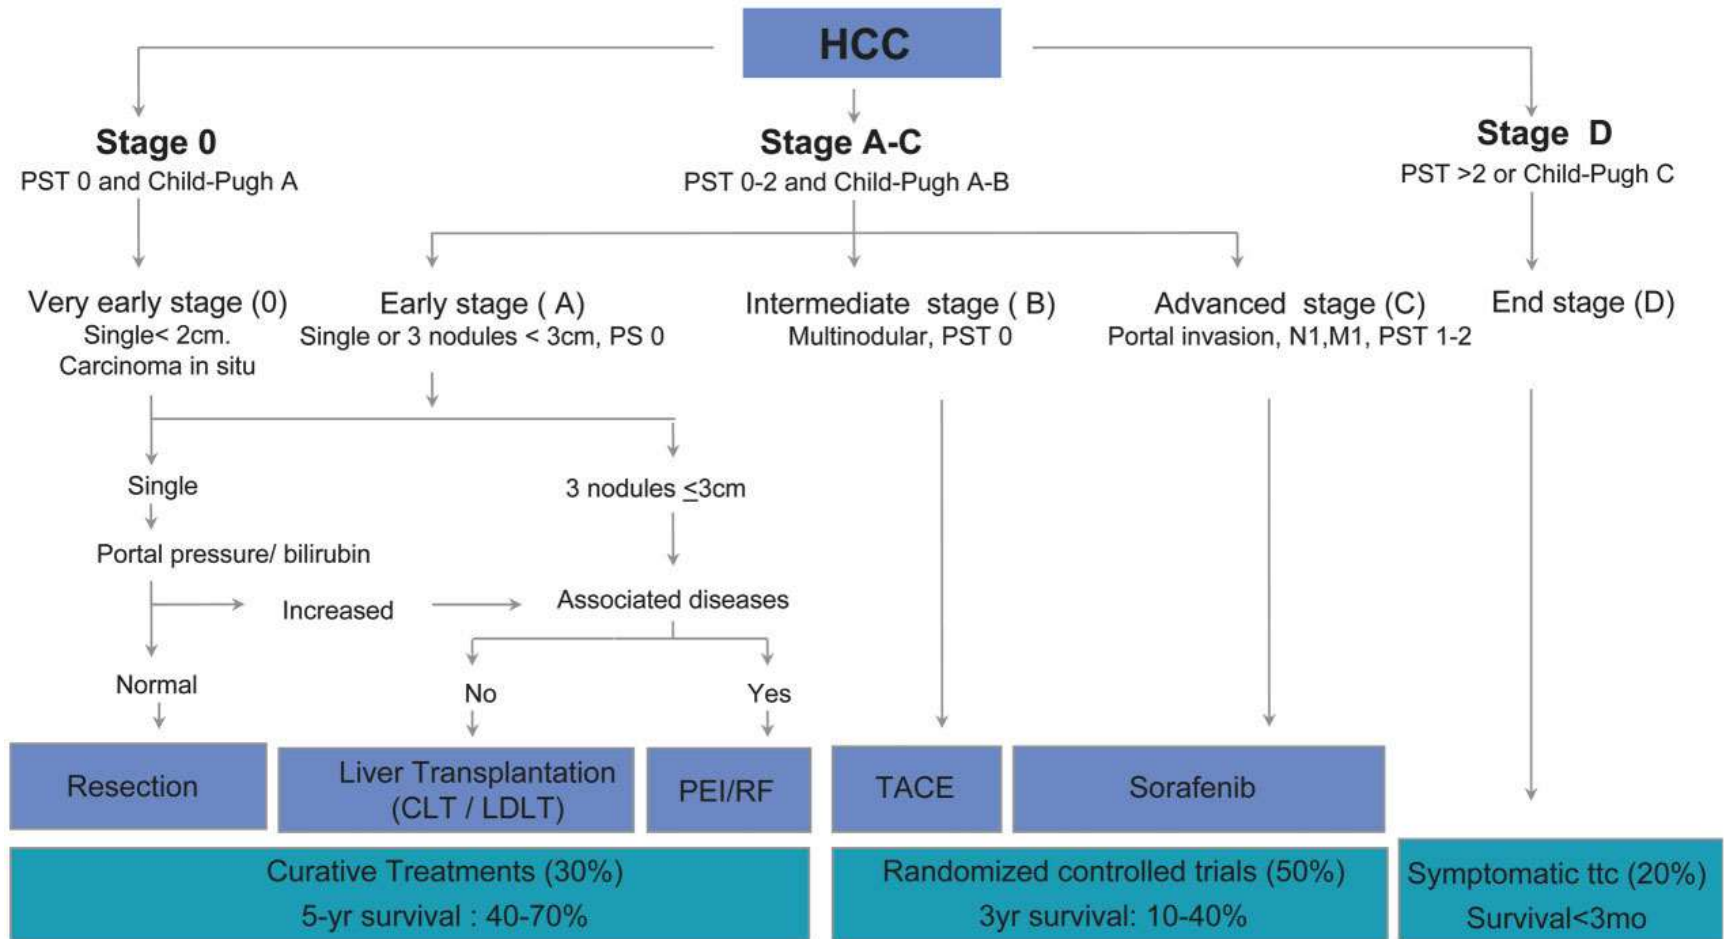 HCC
Stage 0
PST 0 and Child-Pugh A
Stage A-C
PST 0-2 and Child-Pugh A-B
Stage D
PST >2 or Child-Pugh C
Very early stage (0)
Single< 2cm.
Carcinoma in situ
Early stage ( A)
Single or 3 nodules < 3cm, PS 0
Intermediate stage ( B)
Multinodular, PST 0
Advanced stage (C)
Portal invasion, N1,M1, PST 1-2
End stage (D)
Single
3 nodules ≤3cm
Portal pressure/ bilirubin
Increased
Associated diseases
Normal
No
Yes
Resection
Liver Transplantation
(CLT / LDLT)
PEI/RF
TACE
Sorafenib
Curative Treatments (30%)
5-yr survival : 40-70%
Randomized controlled trials (50%)
3yr survival: 10-40%
Symptomatic ttc (20%)
Survival<3mo